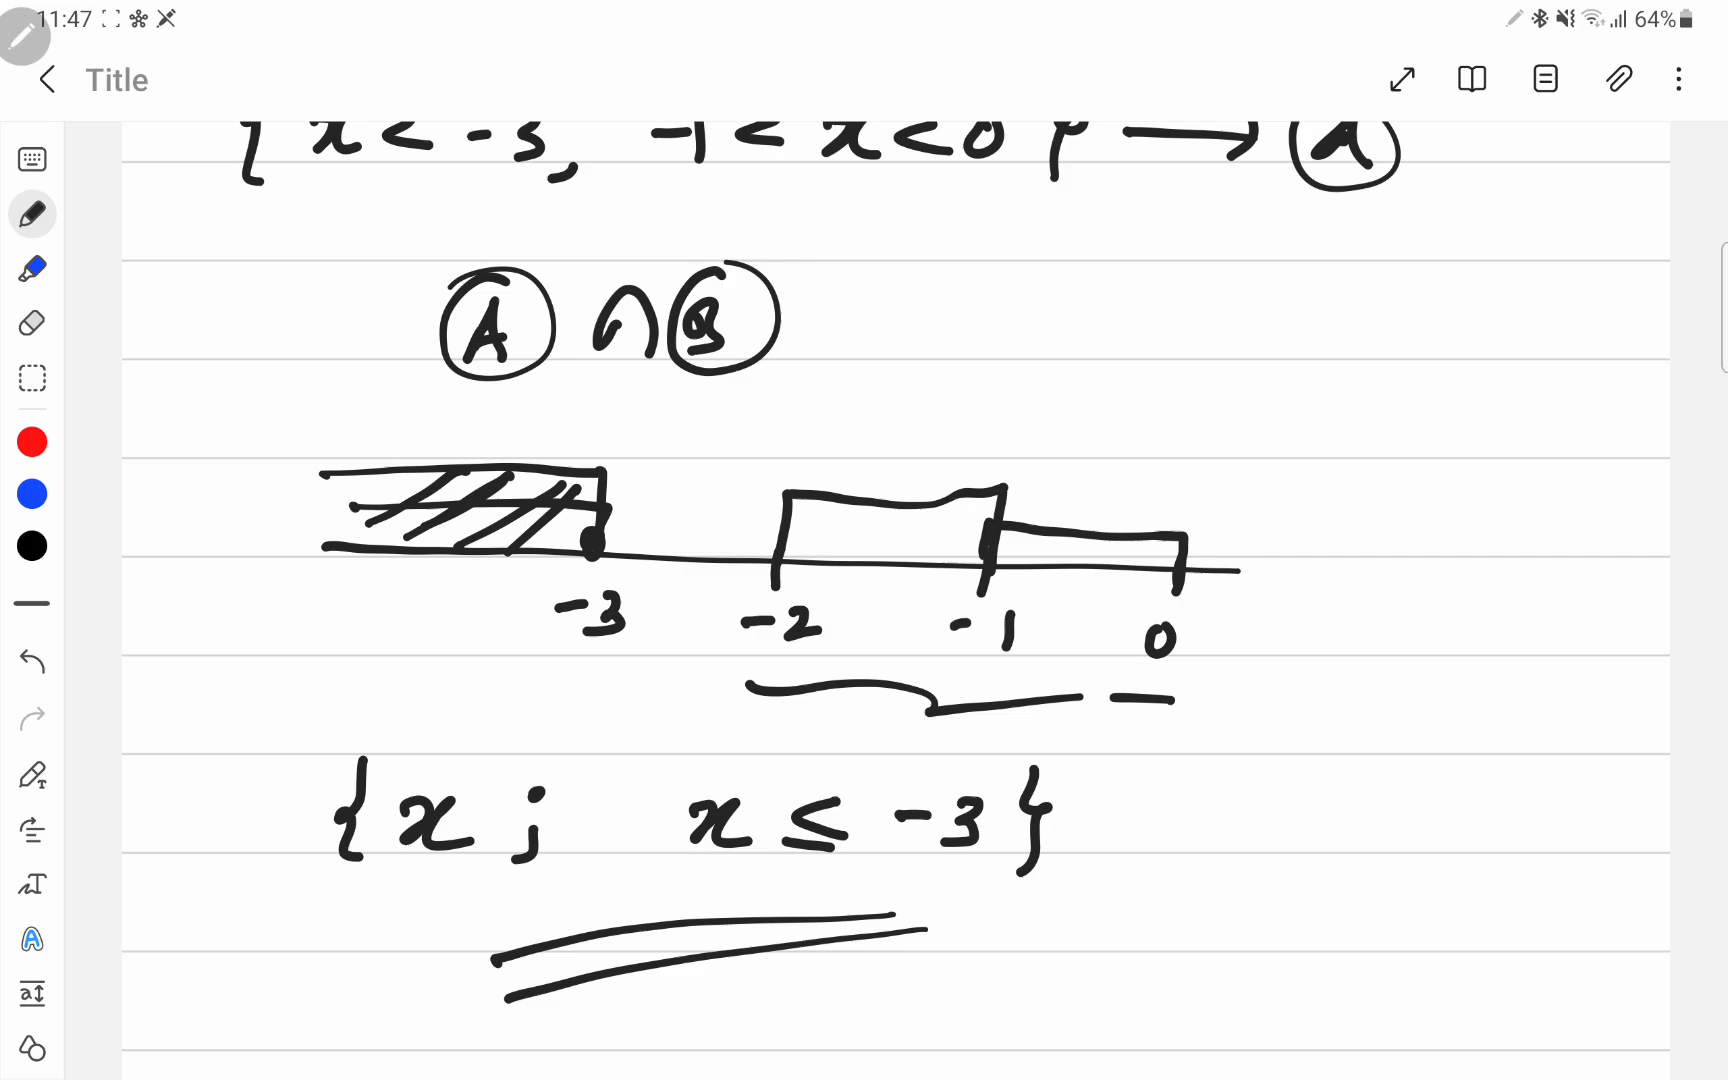 11:47 64%
Title
{ x < -3, -1 < x < 0 } → A
A ∩ B
-3 -2 -1 0
{ x ; x ≤ -3 }